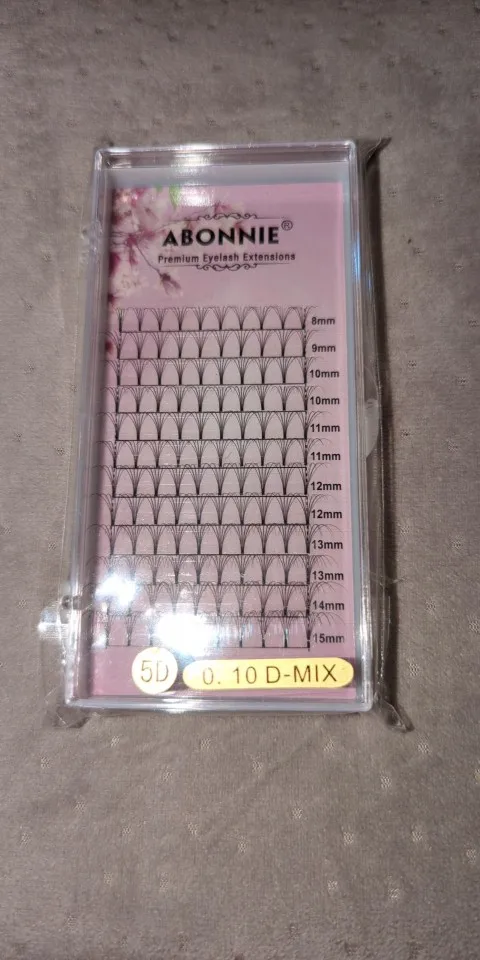 ABONNIE®
Premium Eyelash Extensions
8mm
9mm
10mm
10mm
11mm
11mm
12mm
12mm
13mm
13mm
14mm
15mm
5D 0.10 D-MIX